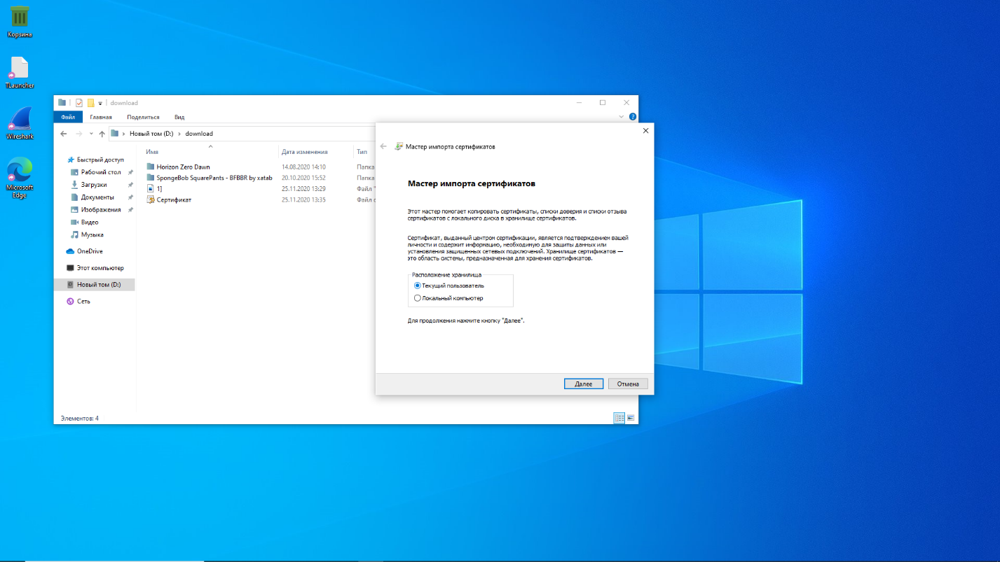 Корзина
TLauncher
Wireshark
Microsoft
Edge
download
Файл
Главная
Поделиться
Вид
Новый том (D:)
download
Быстрый доступ
Рабочий стол
Загрузки
Документы
Изображения
Видео
Музыка
OneDrive
Этот компьютер
Новый том (D:)
Сеть
Имя
Дата изменения
Тип
Horizon Zero Dawn
14.08.2020 14:10
Папка
SpongeBob SquarePants - BFBBR by xatab
20.10.2020 15:52
Папка
1]
25.11.2020 13:29
Файл "
Сертификат
25.11.2020 13:35
Файл
Элементов: 4
Мастер импорта сертификатов
Мастер импорта сертификатов
Этот мастер помогает копировать сертификаты, списки доверия и списки отзыва
сертификатов с локального диска в хранилище сертификатов.
Сертификат, выданный центром сертификации, является подтверждением вашей
личности и содержит информацию, необходимую для защиты данных или
установления защищенных сетевых подключений. Хранилище сертификатов —
это область системы, предназначенная для хранения сертификатов.
Расположение хранилища
Текущий пользователь
Локальный компьютер
Для продолжения нажмите кнопку "Далее".
Далее
Отмена